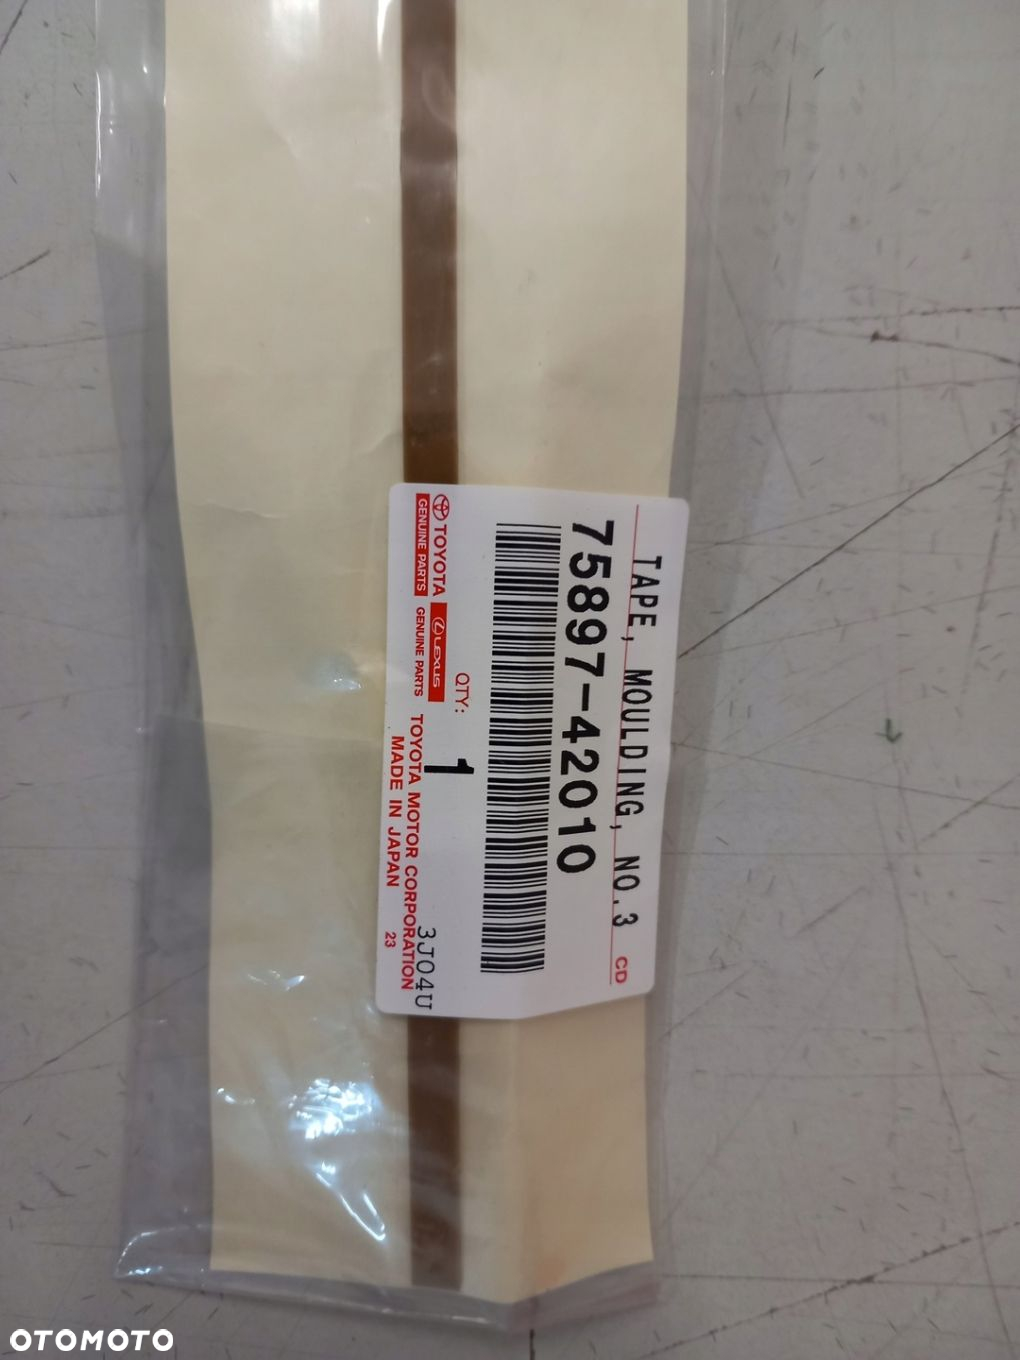 TAPE, MOULDING, NO.3
CD
75897-42010
QTY:
1
TOYOTA
GENUINE PARTS
LEXUS
GENUINE PARTS
TOYOTA MOTOR CORPORATION
MADE IN JAPAN
23
3J04U
OTOMOTO